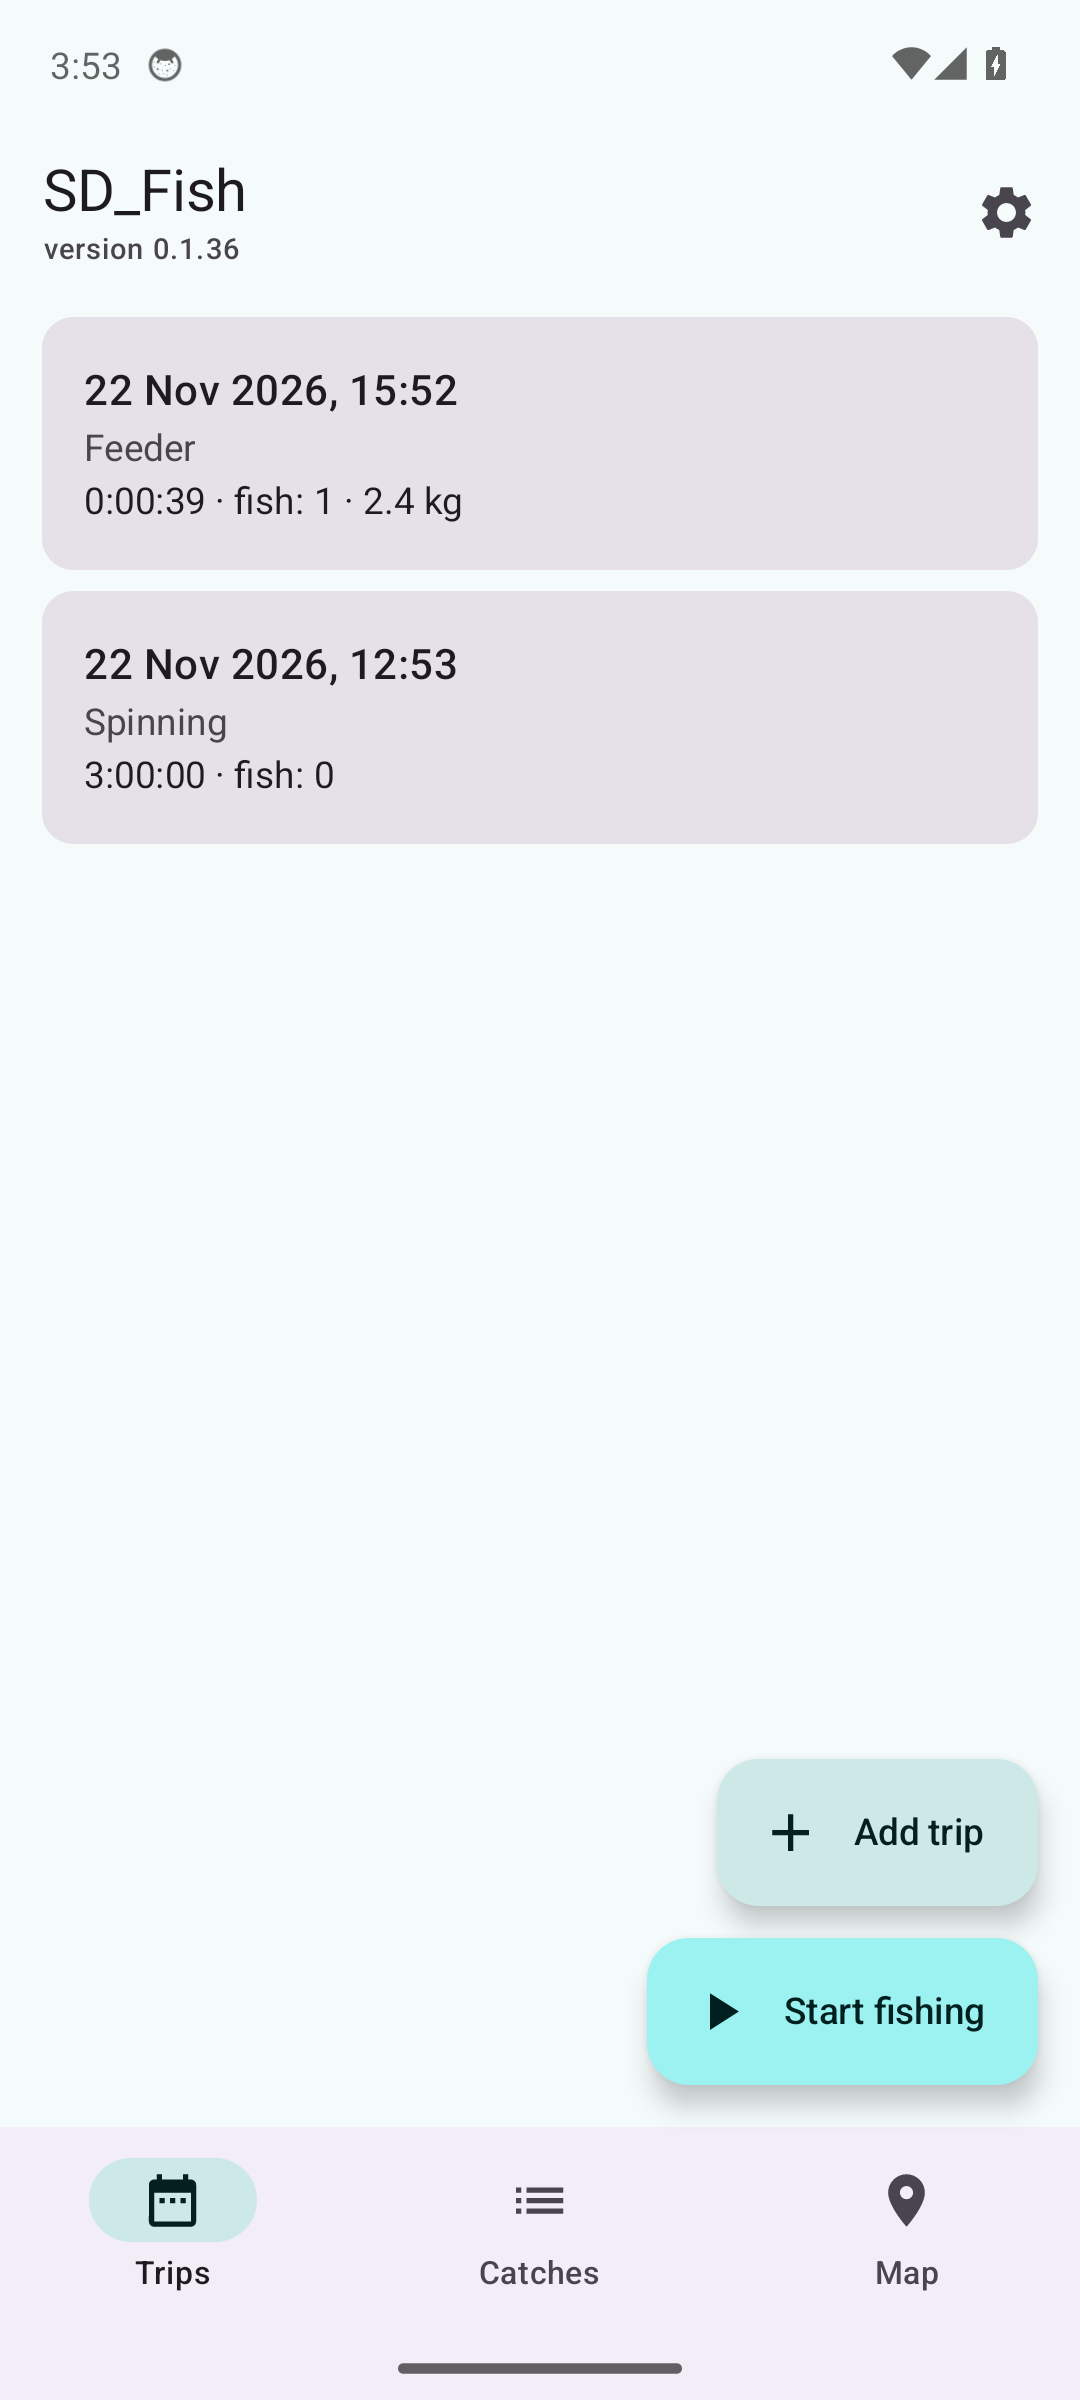 3:53
SD_Fish
version 0.1.36
22 Nov 2026, 15:52
Feeder
0:00:39 · fish: 1 · 2.4 kg
22 Nov 2026, 12:53
Spinning
3:00:00 · fish: 0
Add trip
Start fishing
Trips
Catches
Map